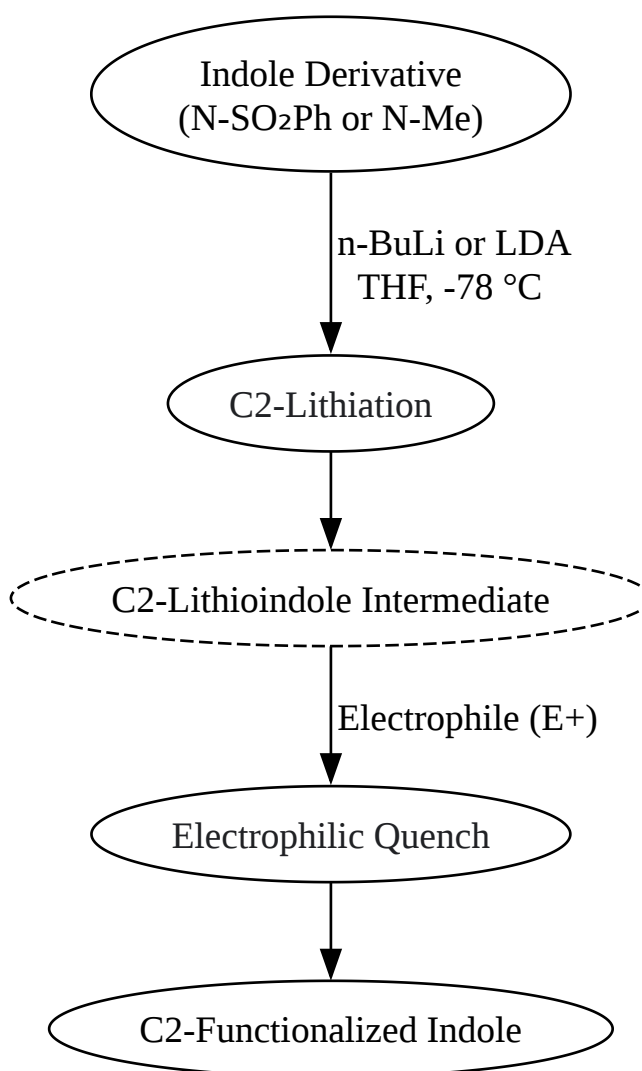 Indole Derivative
(N-SO₂Ph or N-Me)
n-BuLi or LDA
THF, -78 °C
C2-Lithiation
C2-Lithioindole Intermediate
Electrophile (E+)
Electrophilic Quench
C2-Functionalized Indole